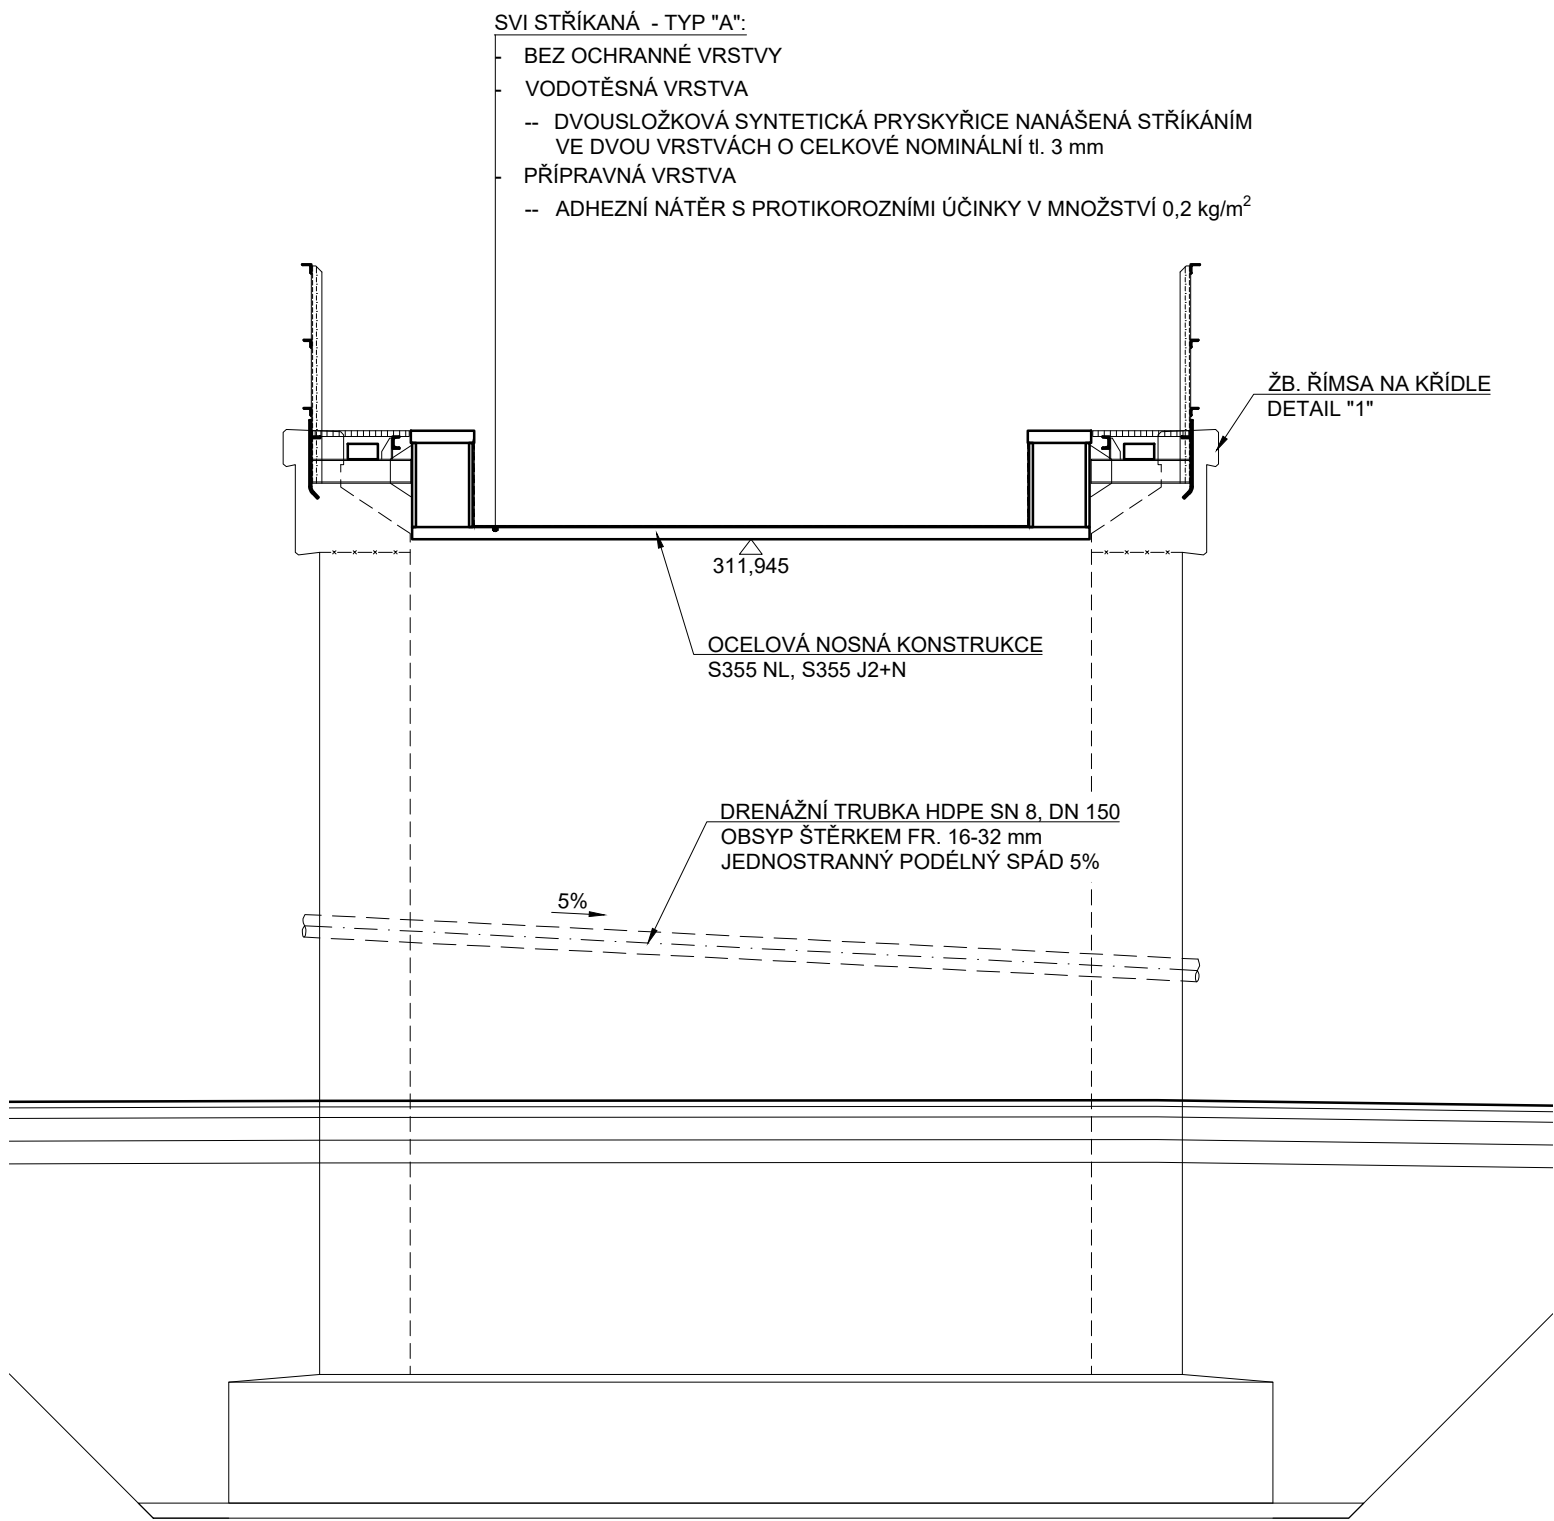 SVI STŘÍKANÁ - TYP "A":
- BEZ OCHRANNÉ VRSTVY
- VODOTĚSNÁ VRSTVA
-- DVOUSLOŽKOVÁ SYNTETICKÁ PRYSKYŘICE NANÁŠENÁ STŘÍKÁNÍM
VE DVOU VRSTVÁCH O CELKOVÉ NOMINÁLNÍ tl. 3 mm
- PŘÍPRAVNÁ VRSTVA
-- ADHEZNÍ NÁTĚR S PROTIKOROZNÍMI ÚČINKY V MNOŽSTVÍ 0,2 kg/m²
ŽB. ŘÍMSA NA KŘÍDLE
DETAIL "1"
311,945
OCELOVÁ NOSNÁ KONSTRUKCE
S355 NL, S355 J2+N
DRENÁŽNÍ TRUBKA HDPE SN 8, DN 150
OBSYP ŠTĚRKEM FR. 16-32 mm
JEDNOSTRANNÝ PODÉLNÝ SPÁD 5%
5%